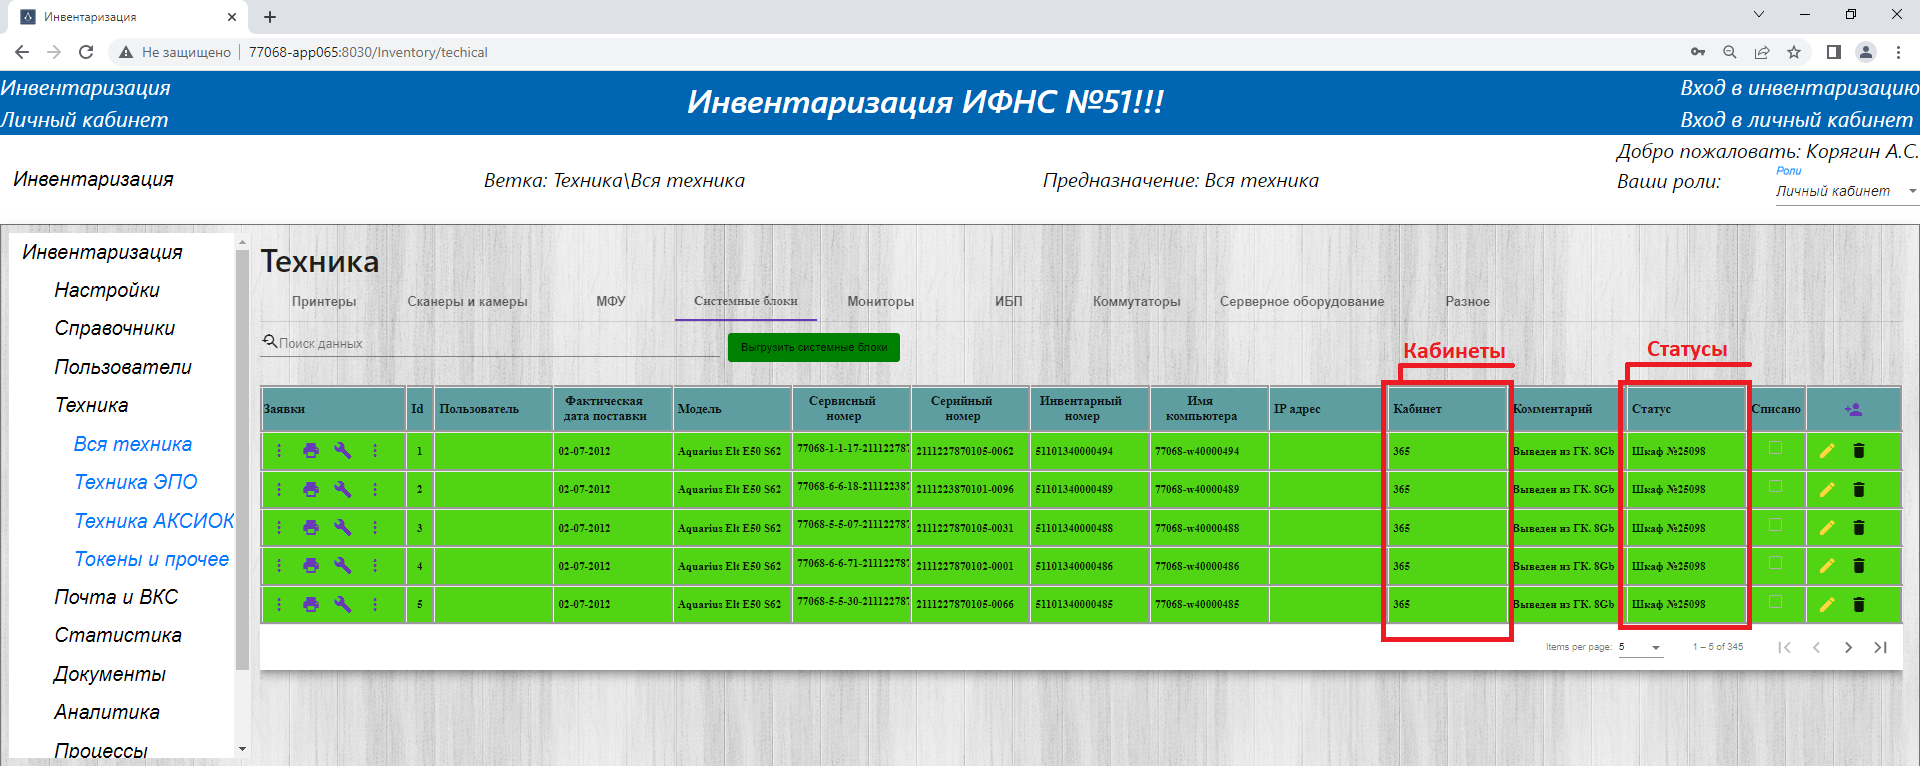 Инвентаризация
Не защищено
77068-app065:8030/Inventory/techical
Инвентаризация
Личный кабинет
Инвентаризация ИФНС №51!!!
Вход в инвентаризацию
Вход в личный кабинет
Добро пожаловать: Корягин А.С.
Инвентаризация
Ветка: Техника\Вся техника
Предназначение: Вся техника
Ваши роли:
Роли
Личный кабинет
Инвентаризация
Настройки
Справочники
Пользователи
Техника
Вся техника
Техника ЭПО
Техника АКСИОК
Токены и прочее
Почта и ВКС
Статистика
Документы
Аналитика
Процессы
Техника
Принтеры Сканеры и камеры МФУ Системные блоки Мониторы ИБП Коммутаторы Серверное оборудование Разное
Поиск данных
Выгрузить системные блоки
Кабинеты
Статусы
Заявки Id Пользователь Фактическая дата поставки Модель Сервисный номер Серийный номер Инвентарный номер Имя компьютера IP адрес Кабинет Комментарий Статус Списано
1 02-07-2012 Aquarius Elt E50 S62 77068-1-1-17-211122787 2111227870105-0062 51101340000494 77068-w40000494 365 Выведен из ГК. 8Gb Шкаф №25098
2 02-07-2012 Aquarius Elt E50 S62 77068-6-6-18-211122387 2111223870101-0096 51101340000489 77068-w40000489 365 Выведен из ГК. 8Gb Шкаф №25098
3 02-07-2012 Aquarius Elt E50 S62 77068-5-5-07-211122787 2111227870105-0031 51101340000488 77068-w40000488 365 Выведен из ГК. 8Gb Шкаф №25098
4 02-07-2012 Aquarius Elt E50 S62 77068-6-6-71-211122787 2111227870102-0001 51101340000486 77068-w40000486 365 Выведен из ГК. 8Gb Шкаф №25098
5 02-07-2012 Aquarius Elt E50 S62 77068-5-5-30-211122787 2111227870105-0066 51101340000485 77068-w40000485 365 Выведен из ГК. 8Gb Шкаф №25098
Items per page: 5 1 – 5 of 345